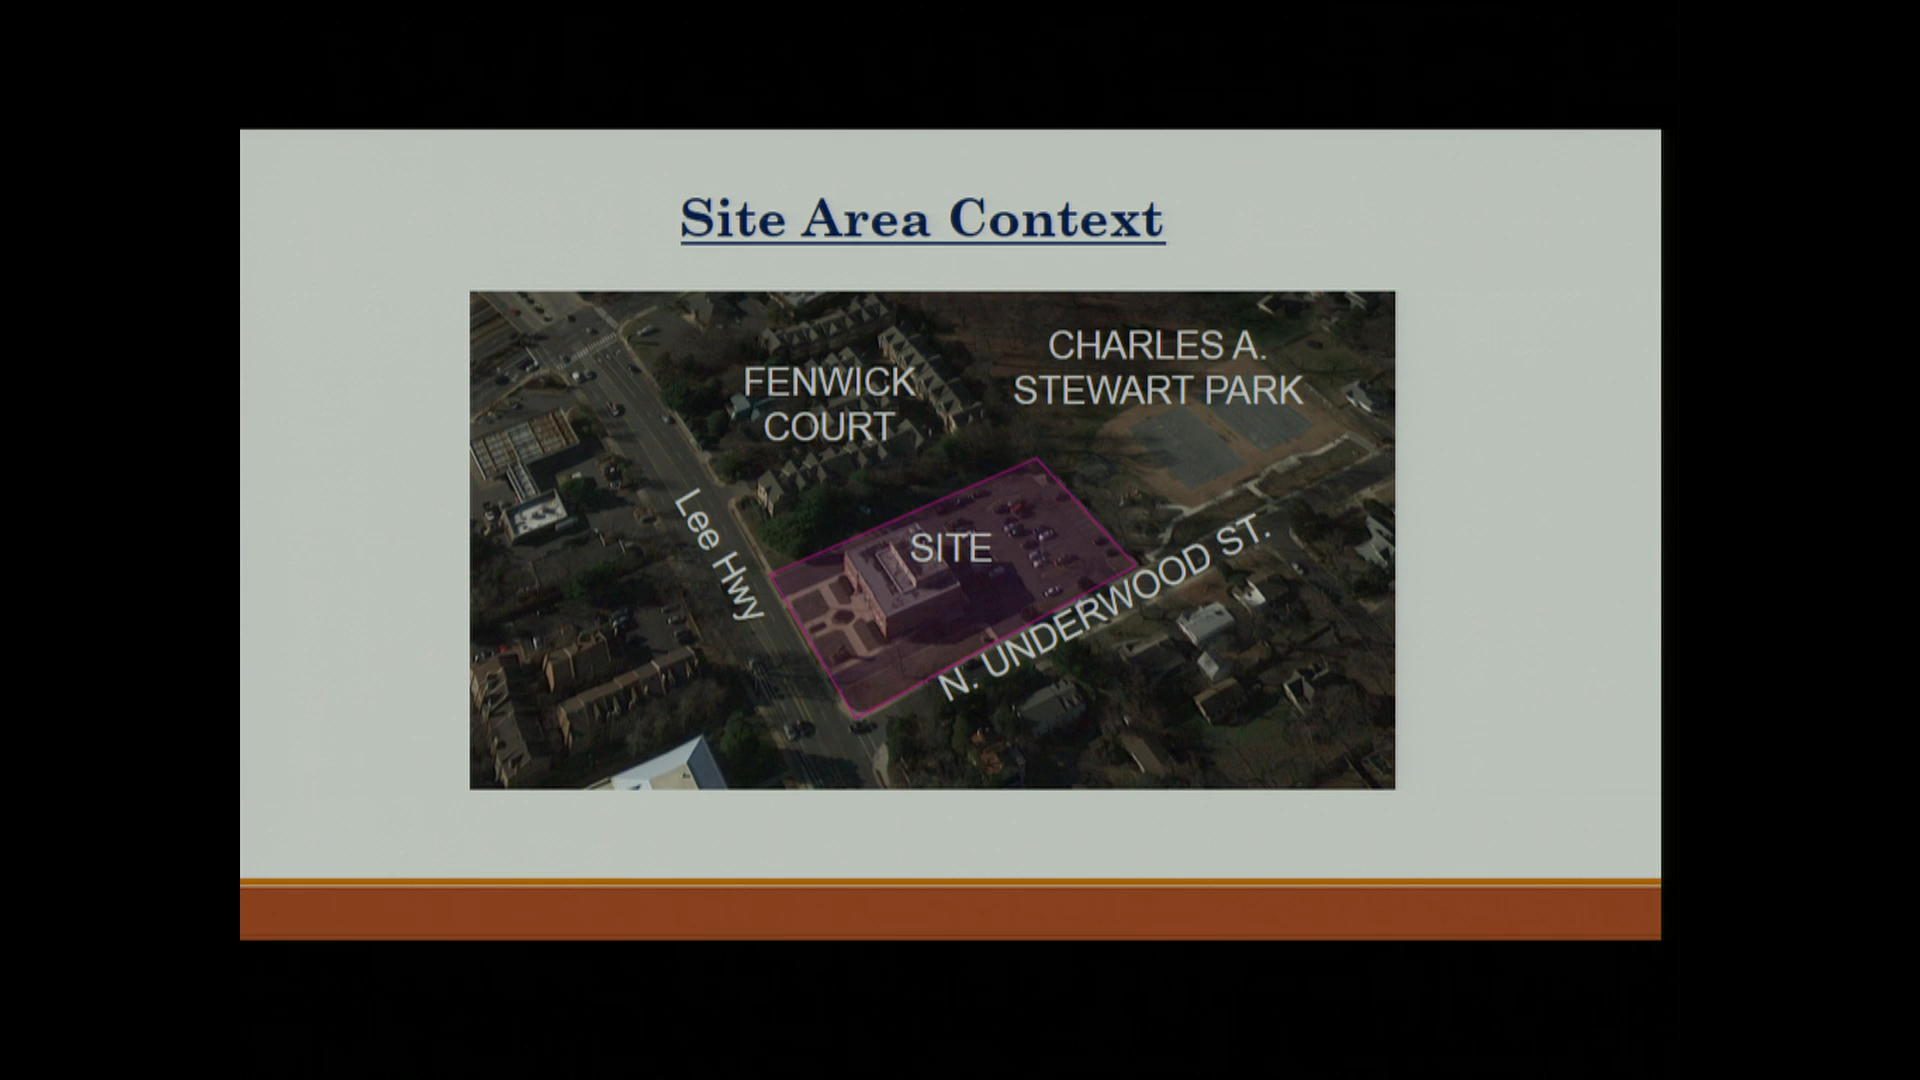 Site Area Context
CHARLES A.
STEWART PARK
FENWICK
COURT
Lee Hwy
SITE
N. UNDERWOOD ST.